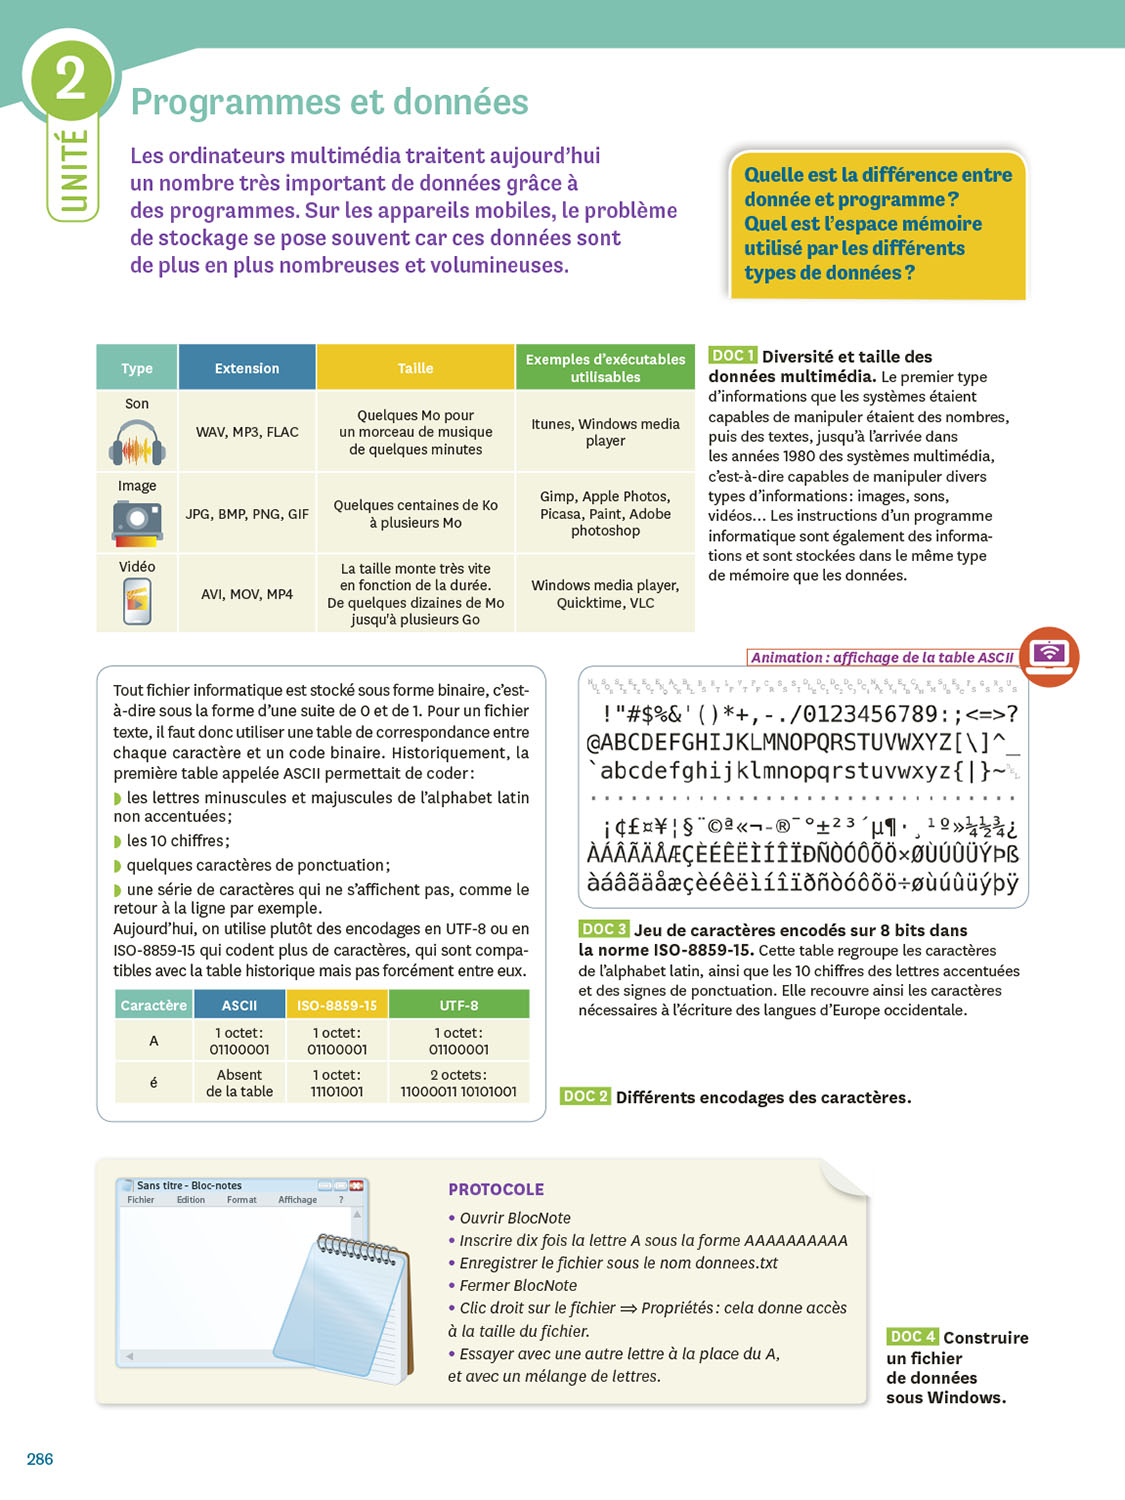 2
UNITÉ
Programmes et données
Les ordinateurs multimédia traitent aujourd'hui
un nombre très important de données grâce à
des programmes. Sur les appareils mobiles, le problème
de stockage se pose souvent car ces données sont
de plus en plus nombreuses et volumineuses.
Quelle est la différence entre
donnée et programme ?
Quel est l'espace mémoire
utilisé par les différents
types de données ?
Type Extension Taille Exemples d'exécutables
utilisables
Son
WAV, MP3, FLAC
Quelques Mo pour
un morceau de musique
de quelques minutes
Itunes, Windows media
player
Image
JPG, BMP, PNG, GIF
Quelques centaines de Ko
à plusieurs Mo
Gimp, Apple Photos,
Picasa, Paint, Adobe
photoshop
Vidéo
AVI, MOV, MP4
La taille monte très vite
en fonction de la durée.
De quelques dizaines de Mo
jusqu'à plusieurs Go
Windows media player,
Quicktime, VLC
DOC 1 Diversité et taille des
données multimédia. Le premier type
d'informations que les systèmes étaient
capables de manipuler étaient des nombres,
puis des textes, jusqu'à l'arrivée dans
les années 1980 des systèmes multimédia,
c'est-à-dire capables de manipuler divers
types d'informations : images, sons,
vidéos... Les instructions d'un programme
informatique sont également des informa-
tions et sont stockées dans le même type
de mémoire que les données.
Tout fichier informatique est stocké sous forme binaire, c'est-
à-dire sous la forme d'une suite de 0 et de 1. Pour un fichier
texte, il faut donc utiliser une table de correspondance entre
chaque caractère et un code binaire. Historiquement, la
première table appelée ASCII permettait de coder :
les lettres minuscules et majuscules de l'alphabet latin
non accentuées ;
les 10 chiffres ;
quelques caractères de ponctuation ;
une série de caractères qui ne s'affichent pas, comme le
retour à la ligne par exemple.
Aujourd'hui, on utilise plutôt des encodages en UTF-8 ou en
ISO-8859-15 qui codent plus de caractères, qui sont compa-
tibles avec la table historique mais pas forcément entre eux.
Caractère ASCII ISO-8859-15 UTF-8
A
1 octet :
01100001
1 octet :
01100001
1 octet :
01100001
é
Absent
de la table
1 octet :
11101001
2 octets :
11000011 10101001
Animation : affichage de la table ASCII
!"#$%&'()*+,-./0123456789:;<=>?
@ABCDEFGHIJKLMNOPQRSTUVWXYZ[\]^_
`abcdefghijklmnopqrstuvwxyz{|}~
¡¢£¤¥¦§¨©ª«¬-®¯°±²³´µ¶·¸¹º»¼½¾¿
ÀÁÂÃÄÅÆÇÈÉÊËÌÍÎÏÐÑÒÓÔÕÖ×ØÙÚÛÜÝÞß
àáâãäåæçèéêëìíîïðñòóôõö÷øùúûüýþÿ
DOC 3 Jeu de caractères encodés sur 8 bits dans
la norme ISO-8859-15. Cette table regroupe les caractères
de l'alphabet latin, ainsi que les 10 chiffres des lettres accentuées
et des signes de ponctuation. Elle recouvre ainsi les caractères
nécessaires à l'écriture des langues d'Europe occidentale.
DOC 2 Différents encodages des caractères.
Sans titre - Bloc-notes
Fichier Edition Format Affichage ?
PROTOCOLE
• Ouvrir BlocNote
• Inscrire dix fois la lettre A sous la forme AAAAAAAAAA
• Enregistrer le fichier sous le nom donnees.txt
• Fermer BlocNote
• Clic droit sur le fichier ⇒ Propriétés : cela donne accès
à la taille du fichier.
• Essayer avec une autre lettre à la place du A,
et avec un mélange de lettres.
DOC 4 Construire
un fichier
de données
sous Windows.
286